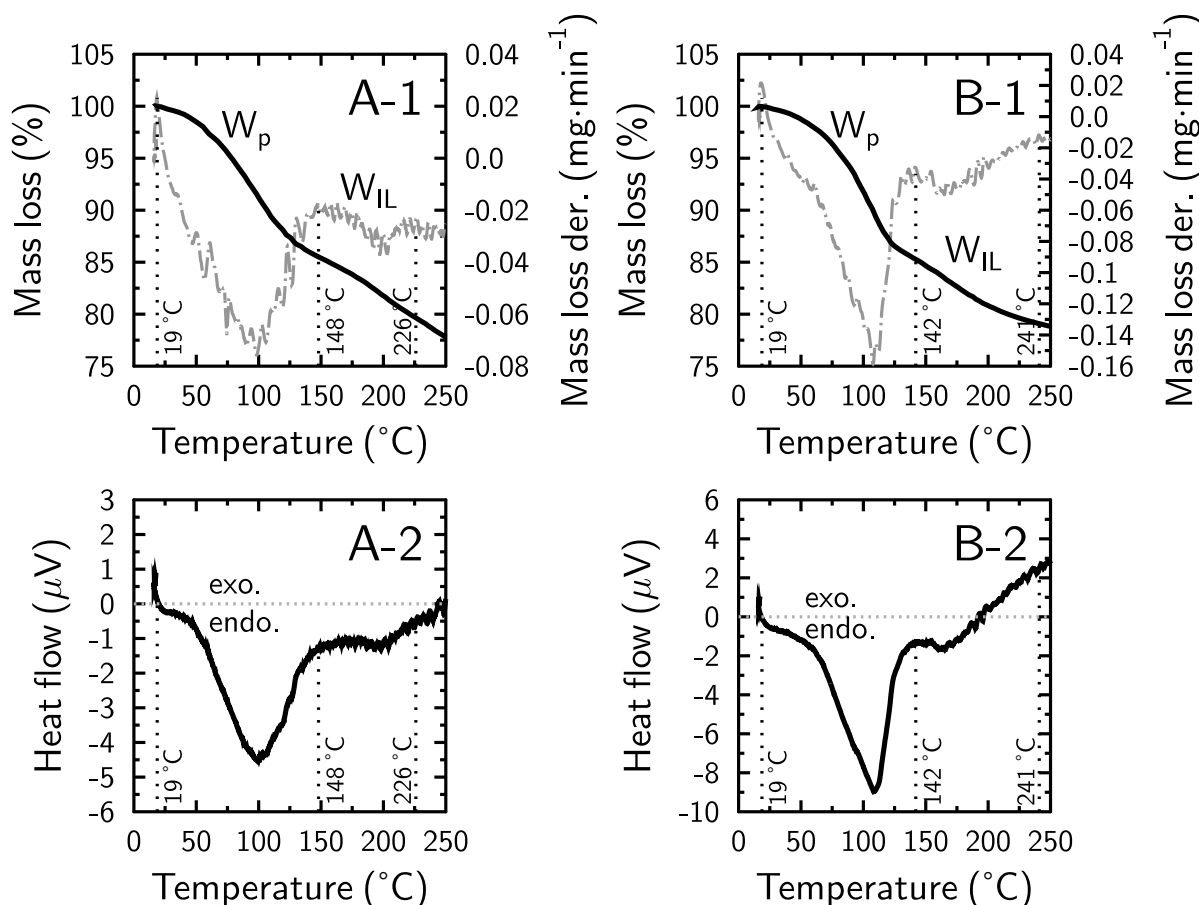 A-1
Mass loss (%)
105
100
95
90
85
80
75
W_p
W_IL
19 °C
148 °C
226 °C
0.04
0.02
0.0
-0.02
-0.04
-0.06
-0.08
Mass loss der. (mg·min⁻¹)
0 50 100 150 200 250
Temperature (°C)
B-1
Mass loss (%)
105
100
95
90
85
80
75
W_p
W_IL
19 °C
142 °C
241 °C
0.04
0.02
0.0
-0.02
-0.04
-0.06
-0.08
-0.1
-0.12
-0.14
-0.16
Mass loss der. (mg·min⁻¹)
0 50 100 150 200 250
Temperature (°C)
A-2
Heat flow (μV)
3
2
1
0
-1
-2
-3
-4
-5
-6
exo.
endo.
19 °C
148 °C
226 °C
0 50 100 150 200 250
Temperature (°C)
B-2
Heat flow (μV)
6
4
2
0
-2
-4
-6
-8
-10
exo.
endo.
19 °C
142 °C
241 °C
0 50 100 150 200 250
Temperature (°C)